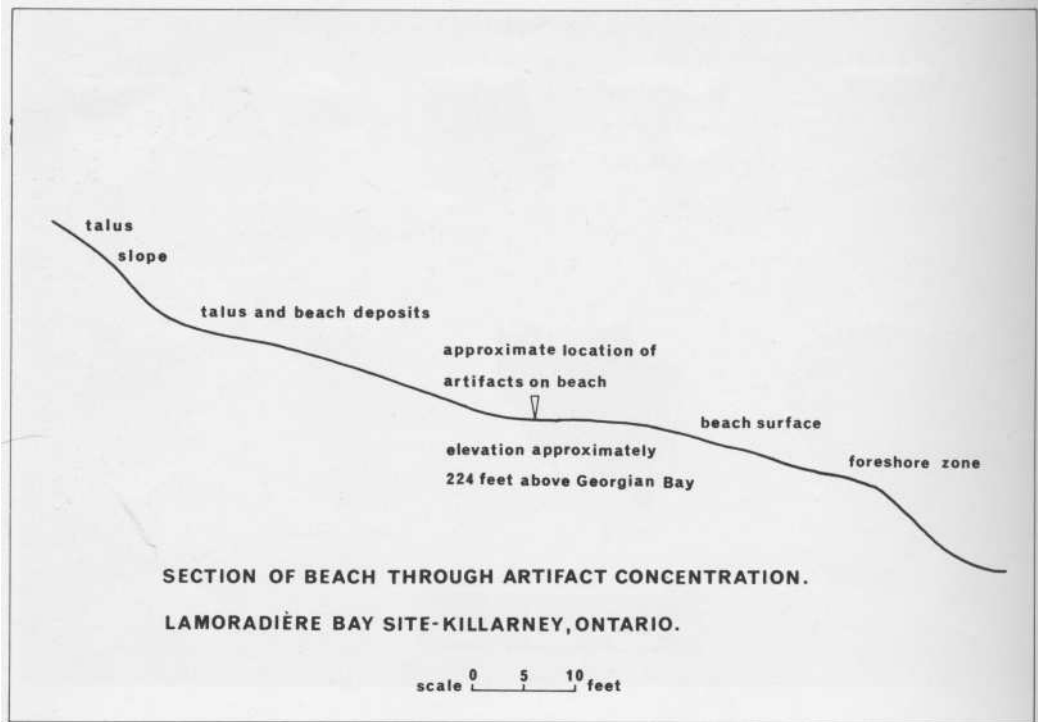 talus
slope
talus and beach deposits
approximate location of
artifacts on beach
beach surface
elevation approximately
224 feet above Georgian Bay
foreshore zone
SECTION OF BEACH THROUGH ARTIFACT CONCENTRATION.
LAMORADIÈRE BAY SITE-KILLARNEY, ONTARIO.
0 5 10
scale feet